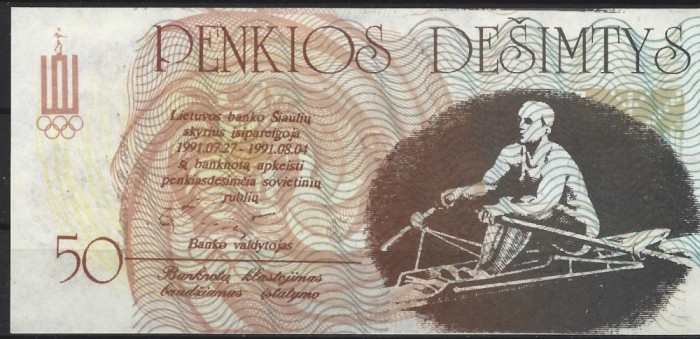 PENKIOS DEŠIMTYS
Lietuvos banko Šiaulių
skyrius įsipareigoja
1991.07.27 - 1991.08.04
šį banknotą apkeisti
penkiasdešimčia sovietinių
rublių
Banko valdytojas
50
Banknotų klastojimas
baudžiamas įstatymo